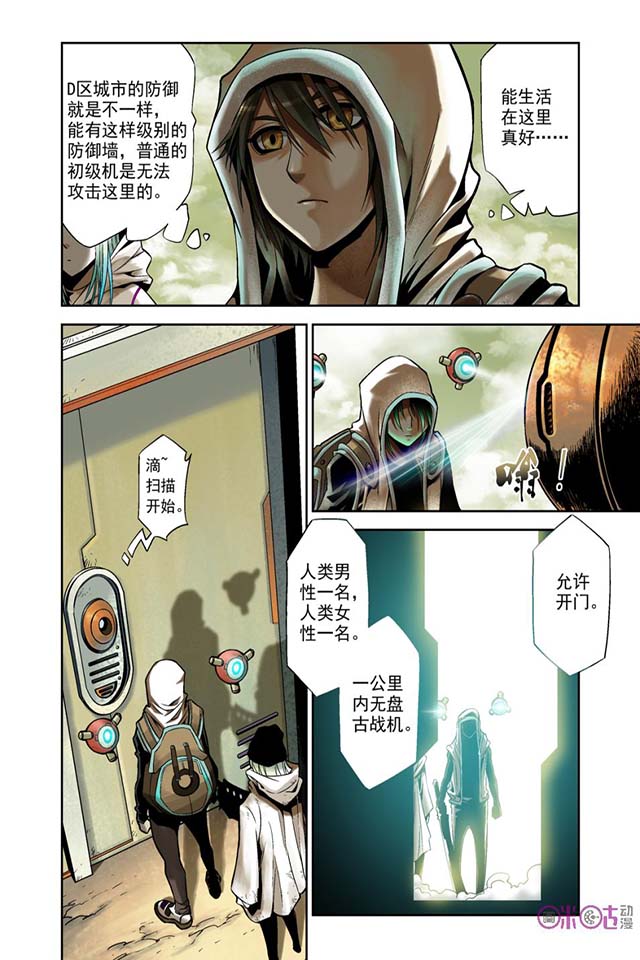 D区城市的防御
就是不一样，
能有这样级别的
防御墙，普通的
初级机是无法
攻击这里的。
能生活
在这里
真好……
滴~
扫描
开始。
嗡！
人类男
性一名，
人类女
性一名。
一公里
内无盘
古战机。
允许
开门。
咪咕动漫